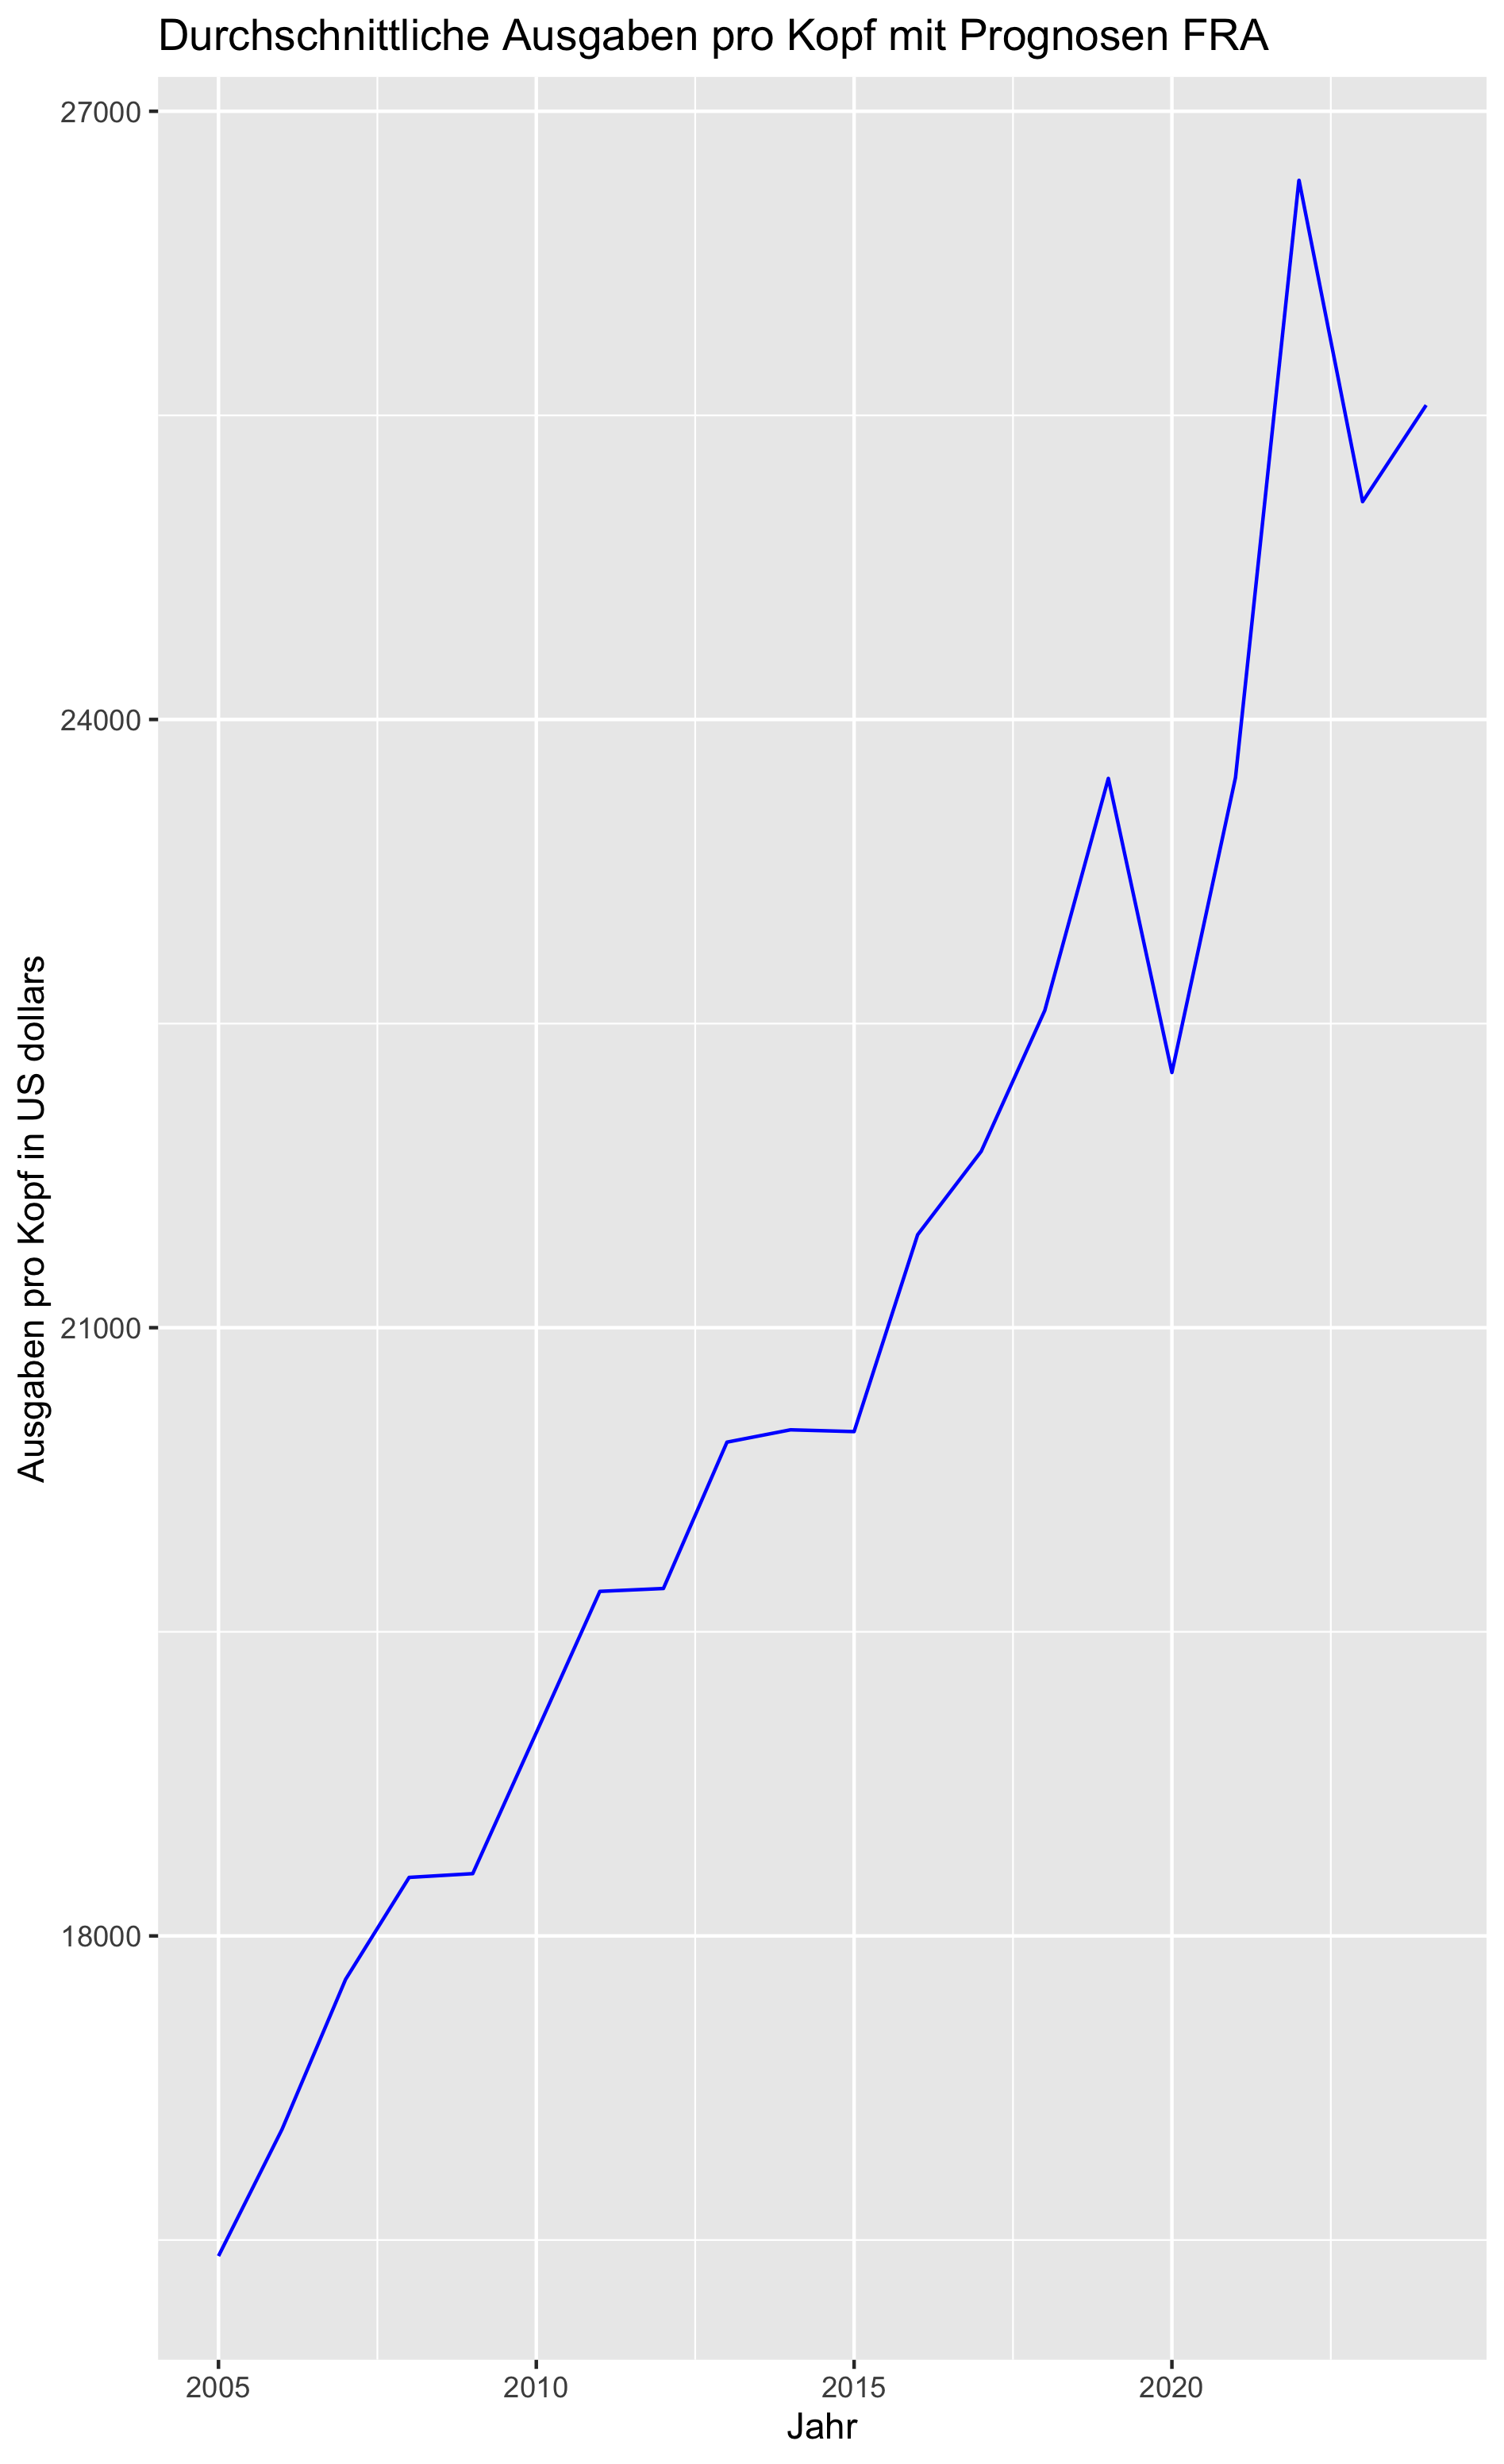 Durchschnittliche Ausgaben pro Kopf mit Prognosen FRA
27000
24000
21000
18000
Ausgaben pro Kopf in US dollars
2005 2010 2015 2020
Jahr